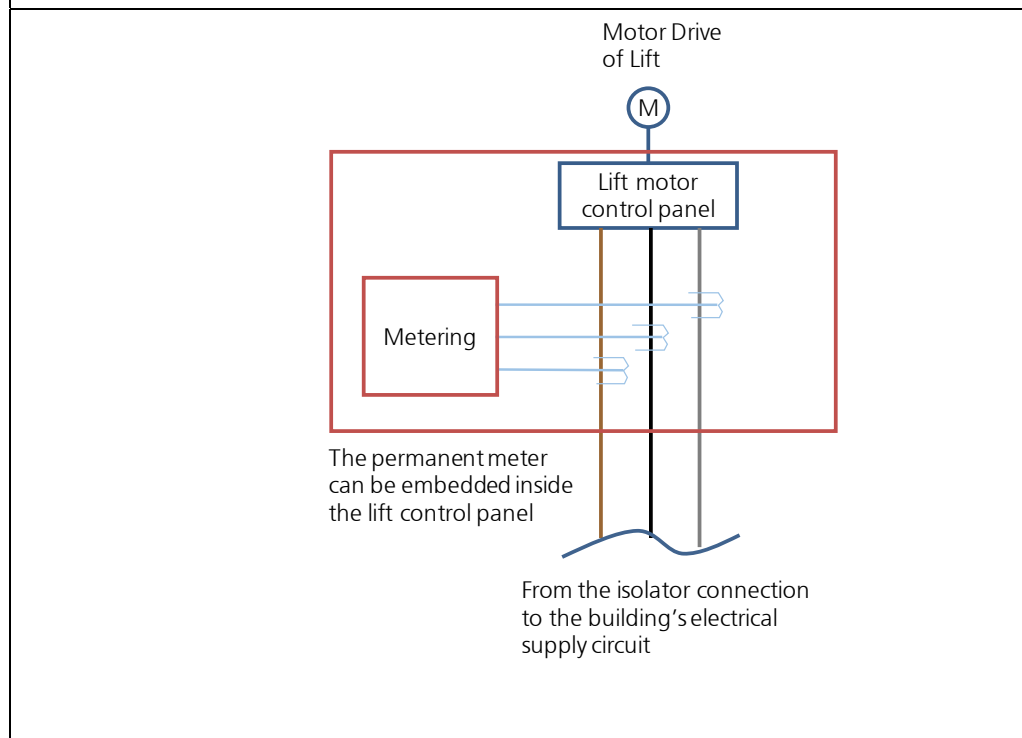 Motor Drive
of Lift
M
Lift motor
control panel
Metering
The permanent meter
can be embedded inside
the lift control panel
From the isolator connection
to the building’s electrical
supply circuit